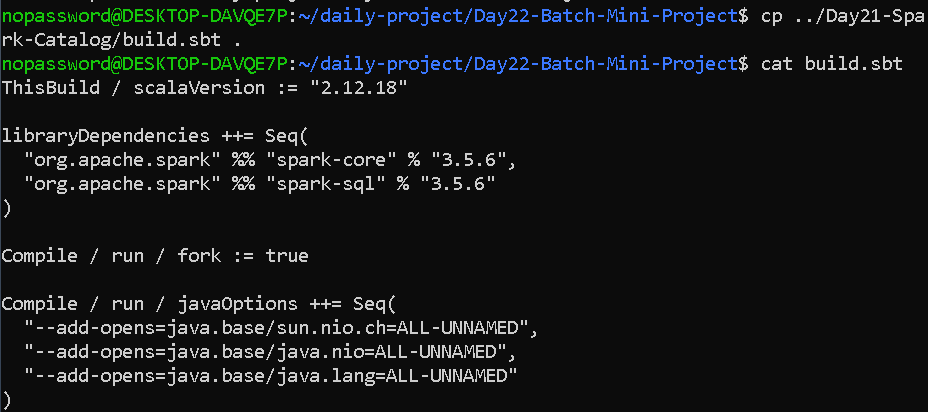 nopassword@DESKTOP-DAVQE7P:~/daily-project/Day22-Batch-Mini-Project$ cp ../Day21-Spa
rk-Catalog/build.sbt .
nopassword@DESKTOP-DAVQE7P:~/daily-project/Day22-Batch-Mini-Project$ cat build.sbt
ThisBuild / scalaVersion := "2.12.18"

libraryDependencies ++= Seq(
  "org.apache.spark" %% "spark-core" % "3.5.6",
  "org.apache.spark" %% "spark-sql" % "3.5.6"
)

Compile / run / fork := true

Compile / run / javaOptions ++= Seq(
  "--add-opens=java.base/sun.nio.ch=ALL-UNNAMED",
  "--add-opens=java.base/java.nio=ALL-UNNAMED",
  "--add-opens=java.base/java.lang=ALL-UNNAMED"
)